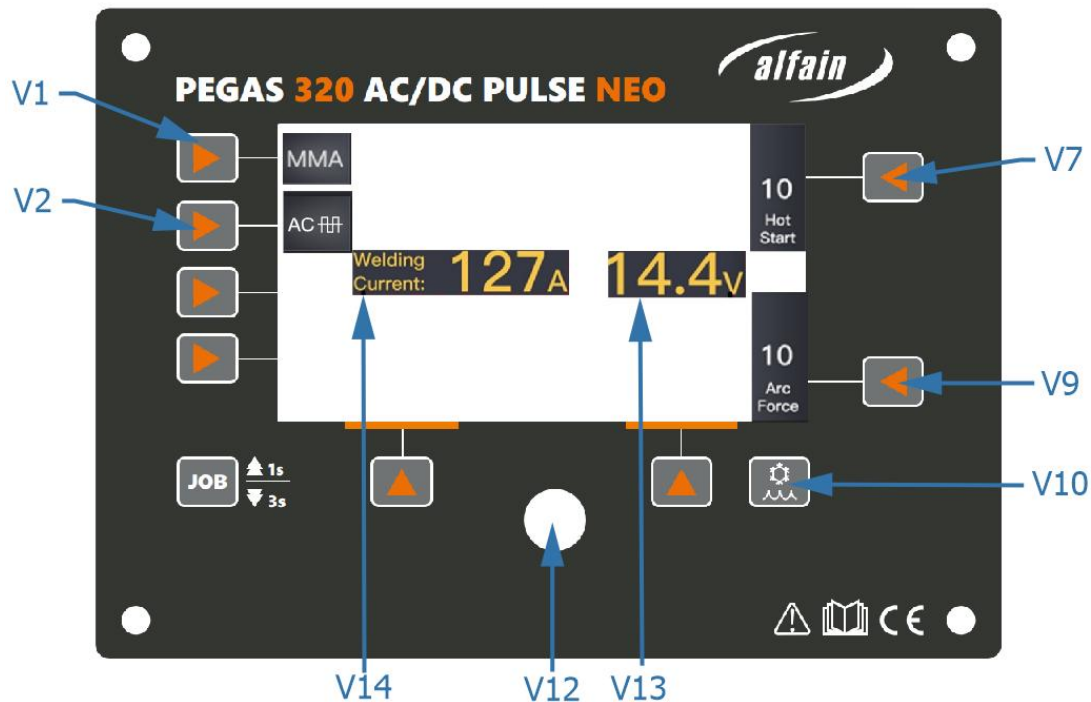 alfain
PEGAS 320 AC/DC PULSE NEO
V1
MMA
V7
V2
10
Hot
Start
AC
Welding
Current:
127A
14.4V
10
Arc
Force
V9
JOB
1s
3s
V10
CE
V14
V12
V13